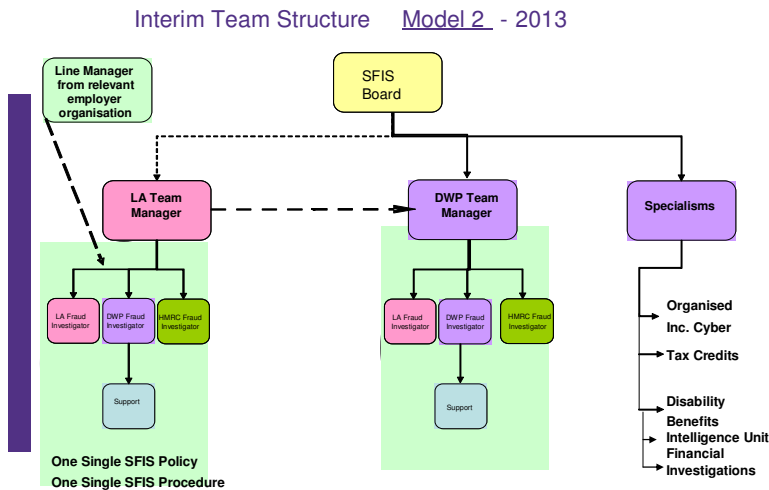 Interim Team Structure Model 2 - 2013
Line Manager
from relevant
employer
organisation
SFIS
Board
LA Team
Manager
DWP Team
Manager
Specialisms
LA Fraud
Investigator
DWP Fraud
Investigator
HMRC Fraud
Investigator
Support
LA Fraud
Investigator
DWP Fraud
Investigator
HMRC Fraud
Investigator
Support
Organised
Inc. Cyber
Tax Credits
Disability
Benefits
Intelligence Unit
Financial
Investigations
One Single SFIS Policy
One Single SFIS Procedure